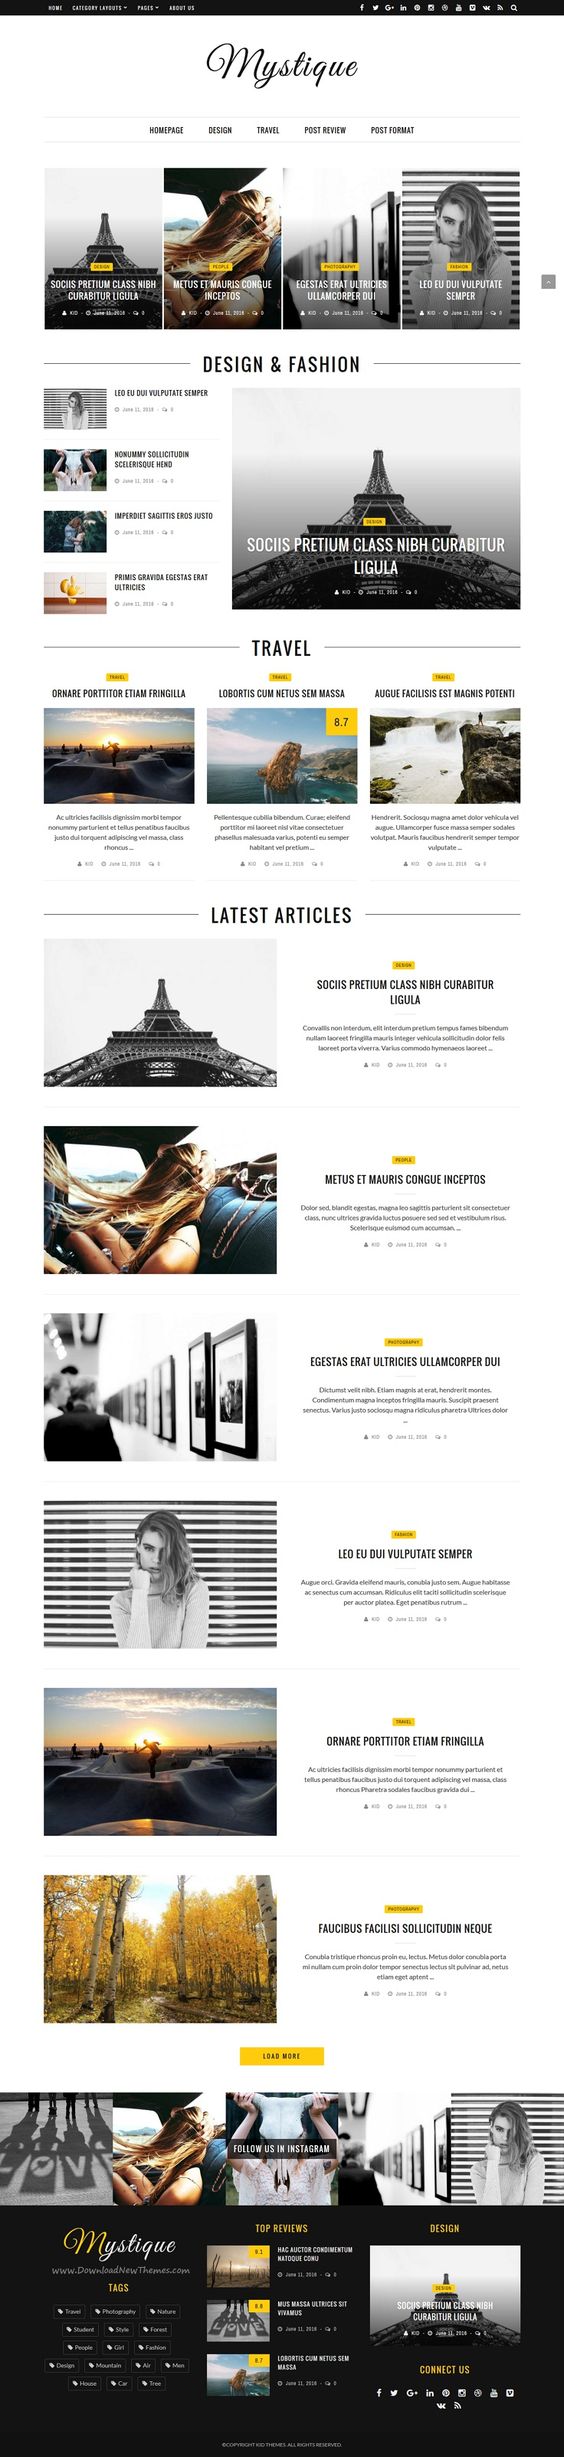 HOME CATEGORY LAYOUTS PAGES ABOUT US
Mystique
HOMEPAGE DESIGN TRAVEL POST REVIEW POST FORMAT
DESIGN
SOCIIS PRETIUM CLASS NIBH
CURABITUR LIGULA
KID - June 11, 2016 - 0
PEOPLE
METUS ET MAURIS CONGUE
INCEPTOS
KID - June 11, 2016 - 0
PHOTOGRAPHY
EGESTAS ERAT ULTRICIES
ULLAMCORPER DUI
KID - June 11, 2016 - 0
FASHION
LEO EU DUI VULPUTATE
SEMPER
KID - June 11, 2016 - 0
DESIGN & FASHION
LEO EU DUI VULPUTATE SEMPER
June 11, 2016 - 0
NONUMMY SOLLICITUDIN
SCELERISQUE HEND
June 11, 2016 - 0
IMPERDIET SAGITTIS EROS JUSTO
June 11, 2016 - 0
PRIMIS GRAVIDA EGESTAS ERAT
ULTRICIES
June 11, 2016 - 0
DESIGN
SOCIIS PRETIUM CLASS NIBH CURABITUR
LIGULA
KID - June 11, 2016 - 0
TRAVEL
TRAVEL
ORNARE PORTTITOR ETIAM FRINGILLA
Ac ultricies facilisis dignissim morbi tempor
nonummy parturient et tellus penatibus faucibus
justo dui torquent adipiscing vel massa, class
rhoncus ...
KID June 11, 2016 - 0
TRAVEL
LOBORTIS CUM NETUS SEM MASSA
8.7
Pellentesque cubilia bibendum. Curae; eleifend
porttitor mi laoreet nisl vitae consectetuer
phasellus malesuada varius, potenti eu semper
habitant vel pretium ...
KID June 11, 2016 - 0
TRAVEL
AUGUE FACILISIS EST MAGNIS POTENTI
Hendrerit. Sociosqu magna amet dolor vehicula vel
augue. Ullamcorper fusce massa semper sodales
volutpat. Mauris faucibus hendrerit semper tempor
vulputate ...
KID June 11, 2016 - 0
LATEST ARTICLES
DESIGN
SOCIIS PRETIUM CLASS NIBH CURABITUR
LIGULA
Convallis non interdum, elit interdum pretium tempus fames bibendum
nullam laoreet fringilla mauris integer vehicula sollicitudin dolor felis
laoreet porta viverra. Varius commodo hymenaeos laoreet ...
KID June 11, 2016 - 0
PEOPLE
METUS ET MAURIS CONGUE INCEPTOS
Dolor sed, blandit egestas, magna leo sagittis parturient sit consectetuer
class, nunc ultrices gravida luctus posuere sed sed et vestibulum risus.
Scelerisque euismod cum accumsan. ...
KID June 11, 2016 - 0
PHOTOGRAPHY
EGESTAS ERAT ULTRICIES ULLAMCORPER DUI
Dictumst velit nibh. Etiam magnis at erat, hendrerit montes.
Condimentum magna inceptos fringilla mauris. Suscipit praesent
senectus. Varius justo sociosqu magna ridiculus pharetra Ultrices dolor
...
KID June 11, 2016 - 0
FASHION
LEO EU DUI VULPUTATE SEMPER
Augue orci. Gravida eleifend mauris, conubia justo sem. Augue habitasse
ac senectus cum accumsan. Ridiculus elit taciti sollicitudin scelerisque
per auctor platea. Eget penatibus rutrum ...
KID June 11, 2016 - 0
TRAVEL
ORNARE PORTTITOR ETIAM FRINGILLA
Ac ultricies facilisis dignissim morbi tempor nonummy parturient et
tellus penatibus faucibus justo dui torquent adipiscing vel massa, class
rhoncus Pharetra sodales faucibus gravida dui ...
KID June 11, 2016 - 0
PHOTOGRAPHY
FAUCIBUS FACILISI SOLLICITUDIN NEQUE
Conubia tristique rhoncus proin eu, lectus. Metus dolor conubia porta
mi nullam cum proin dolor tempor senectus lectus sit pulvinar ad, netus
etiam eget aptent ...
KID June 11, 2016 - 0
LOAD MORE
FOLLOW US IN INSTAGRAM
Mystique
www.DownloadNewThemes.com
TAGS
Travel Photography Nature
Student Style Forest
People Girl Fashion
Design Mountain Air Men
House Car Tree
TOP REVIEWS
9.1
HAC AUCTOR CONDIMENTUM
NATOQUE CONU
June 11, 2016 - 0
8.8
MUS MASSA ULTRICES SIT
VIVAMUS
June 11, 2016 - 0
8.7
LOBORTIS CUM NETUS SEM
MASSA
June 11, 2016 - 0
DESIGN
DESIGN
SOCIIS PRETIUM CLASS NIBH
CURABITUR LIGULA
KID - June 11, 2016 - 0
CONNECT US
©COPYRIGHT KID THEMES. ALL RIGHTS RESERVED.